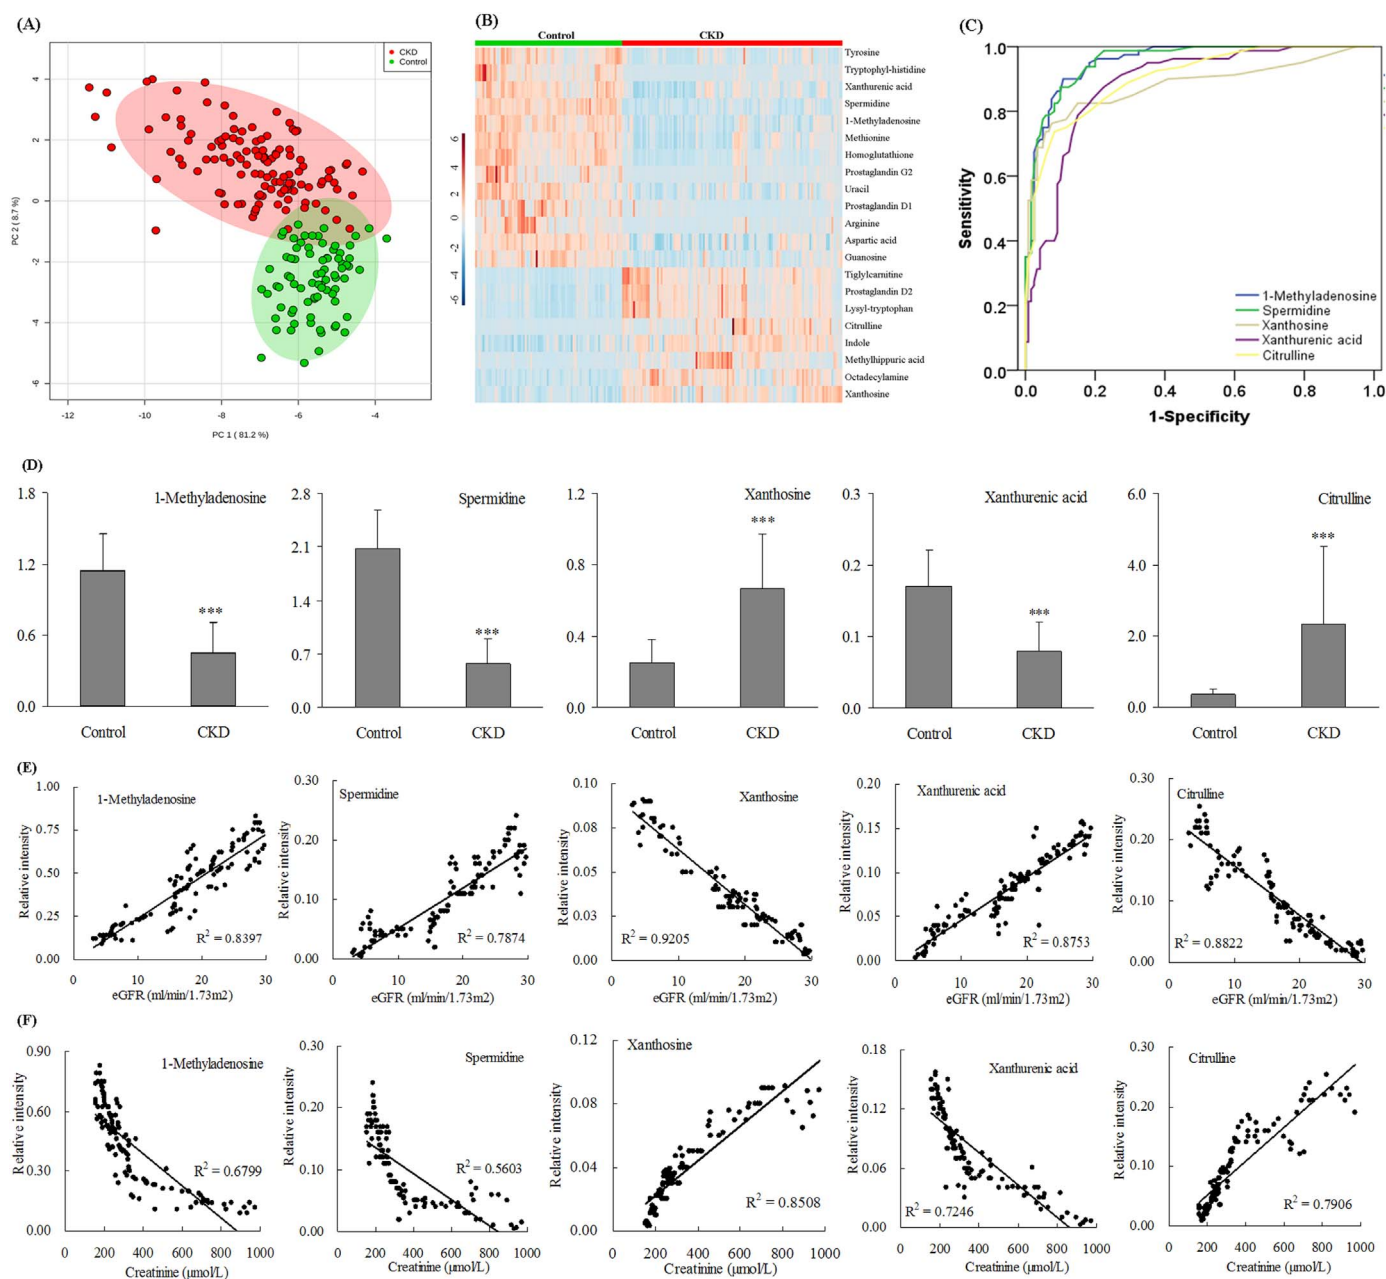 (A)
CKD
Control
4
2
0
-2
-4
-6
PC 2 ( 8.7 %)
-12 -10 -8 -6 -4
PC 1 ( 81.2 %)
(B)
Control CKD
6
4
2
0
-2
-4
-6
Tyrosine
Tryptophyl-histidine
Xanthurenic acid
Spermidine
1-Methyladenosine
Methionine
Homoglutathione
Prostaglandin G2
Uracil
Prostaglandin D1
Arginine
Aspartic acid
Guanosine
Tiglylcarnitine
Prostaglandin D2
Lysyl-tryptophan
Citrulline
Indole
Methylhippuric acid
Octadecylamine
Xanthosine
(C)
1.0
0.8
0.6
0.4
0.2
0.0
Sensitivity
1-Methyladenosine
Spermidine
Xanthosine
Xanthurenic acid
Citrulline
0.0 0.2 0.4 0.6 0.8 1.0
1-Specificity
(D)
1-Methyladenosine
1.8
1.2
0.6
0.0
***
Control CKD
Spermidine
2.8
2.1
1.4
0.7
0.0
***
Control CKD
Xanthosine
1.2
0.8
0.4
0.0
***
Control CKD
Xanthurenic acid
0.3
0.2
0.1
0.0
***
Control CKD
Citrulline
6.0
4.0
2.0
0.0
***
Control CKD
(E)
1-Methyladenosine
1.00
0.75
0.50
0.25
0.00
Relative intensity
R² = 0.8397
0 10 20 30
eGFR (ml/min/1.73m2)
Spermidine
0.30
0.20
0.10
0.00
Relative intensity
R² = 0.7874
0 10 20 30
eGFR (ml/min/1.73m2)
Xanthosine
0.10
0.08
0.05
0.03
0.00
Relative intensity
R² = 0.9205
0 10 20 30
eGFR (ml/min/1.73m2)
Xanthurenic acid
0.20
0.15
0.10
0.05
0.00
Relative intensity
R² = 0.8753
0 10 20 30
eGFR (ml/min/1.73m2)
Citrulline
0.30
0.20
0.10
0.00
Relative intensity
R² = 0.8822
0 10 20 30
eGFR (ml/min/1.73m2)
(F)
1-Methyladenosine
0.90
0.60
0.30
0.00
Relative intensity
R² = 0.6799
0 200 400 600 800 1000
Creatinine (μmol/L)
Spermidine
0.30
0.20
0.10
0.00
Relative intensity
R² = 0.5603
0 200 400 600 800 1000
Creatinine (μmol/L)
Xanthosine
0.12
0.08
0.04
0.00
Relative intensity
R² = 0.8508
0 200 400 600 800 1000
Creatinine (μmol/L)
Xanthurenic acid
0.18
0.12
0.06
0.00
Relative intensity
R² = 0.7246
0 200 400 600 800 1000
Creatinine (μmol/L)
Citrulline
0.30
0.20
0.10
0.00
Relative intensity
R² = 0.7906
0 200 400 600 800 1000
Creatinine (μmol/L)